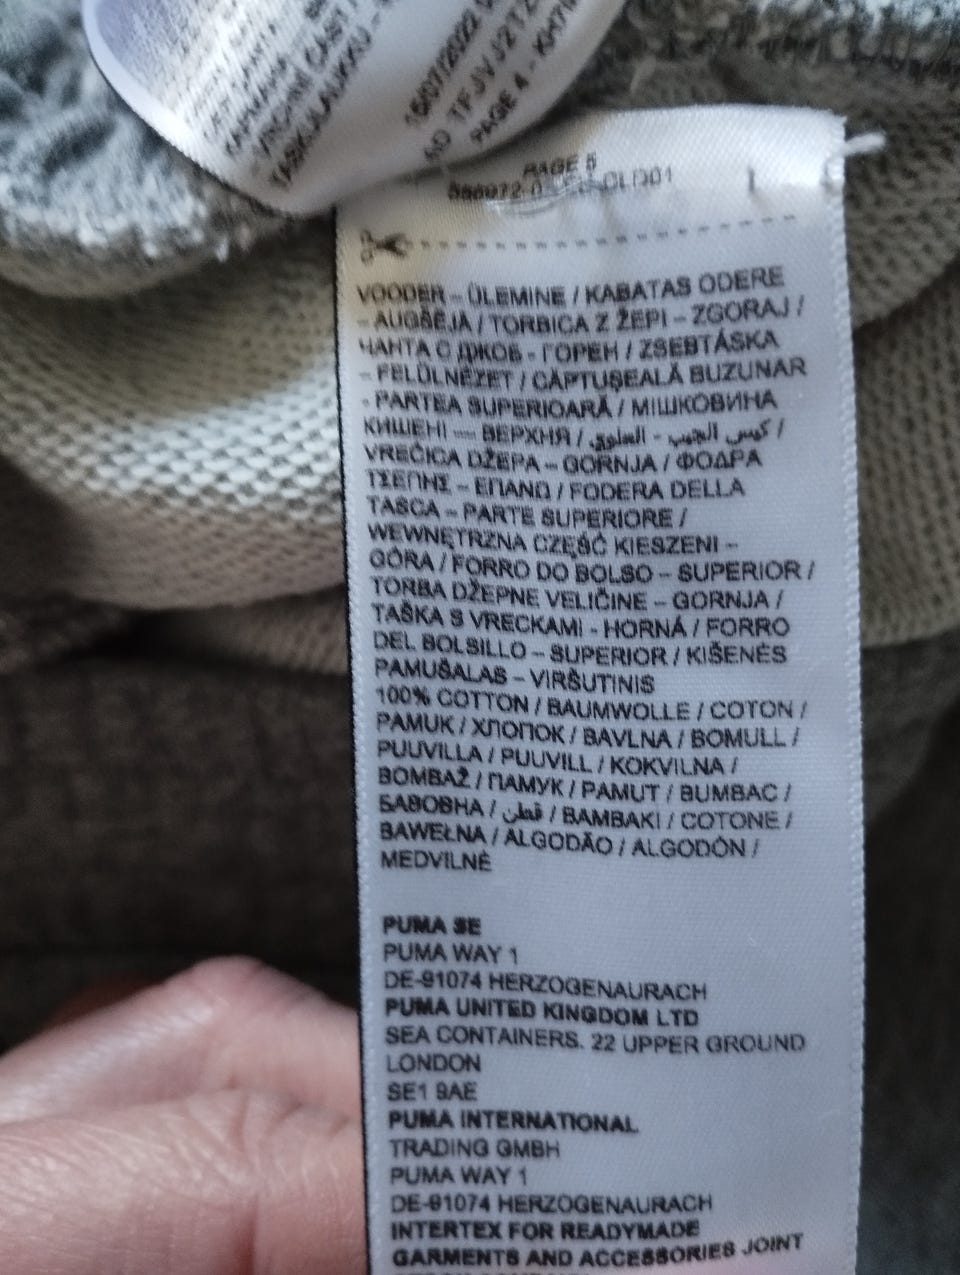 15/07/2022
PAGE 4 -
PAGE 5
VOODER – ÜLEMINE / KABATAS ODERE
– AUGŠĒJA / TORBICA Z ŽEPI – ZGORAJ /
ЧАНТА С ДЖОБ - ГОРЕН / ZSEBTÁSKA
– FELÜLNÉZET / CĂPTUŞEALĂ BUZUNAR
- PARTEA SUPERIOARĂ / МІШКОВИНА
КИШЕНІ — ВЕРХНЯ / كيس الجيب - العلوي /
VREĆICA DŽEPA – GORNJA / ΦΟΔΡΑ
ΤΣΕΠΗΣ – ΕΠΑΝΩ / FODERA DELLA
TASCA – PARTE SUPERIORE /
WEWNĘTRZNA CZĘŚĆ KIESZENI –
GÓRA / FORRO DO BOLSO – SUPERIOR /
TORBA DŽEPNE VELIČINE – GORNJA /
TAŠKA S VRECKAMI - HORNÁ / FORRO
DEL BOLSILLO – SUPERIOR / KIŠENĖS
PAMUŠALAS – VIRŠUTINIS
100% COTTON / BAUMWOLLE / COTON /
PAMUK / ХЛОПОК / BAVLNA / BOMULL /
PUUVILLA / PUUVILL / KOKVILNA /
BOMBAŽ / ПАМУК / PAMUT / BUMBAC /
БАВОВНА / قطن / BAMBAKI / COTONE /
BAWEŁNA / ALGODÃO / ALGODÓN /
MEDVILNĖ
PUMA SE
PUMA WAY 1
DE-91074 HERZOGENAURACH
PUMA UNITED KINGDOM LTD
SEA CONTAINERS. 22 UPPER GROUND
LONDON
SE1 9AE
PUMA INTERNATIONAL
TRADING GMBH
PUMA WAY 1
DE-91074 HERZOGENAURACH
INTERTEX FOR READYMADE
GARMENTS AND ACCESSORIES JOINT